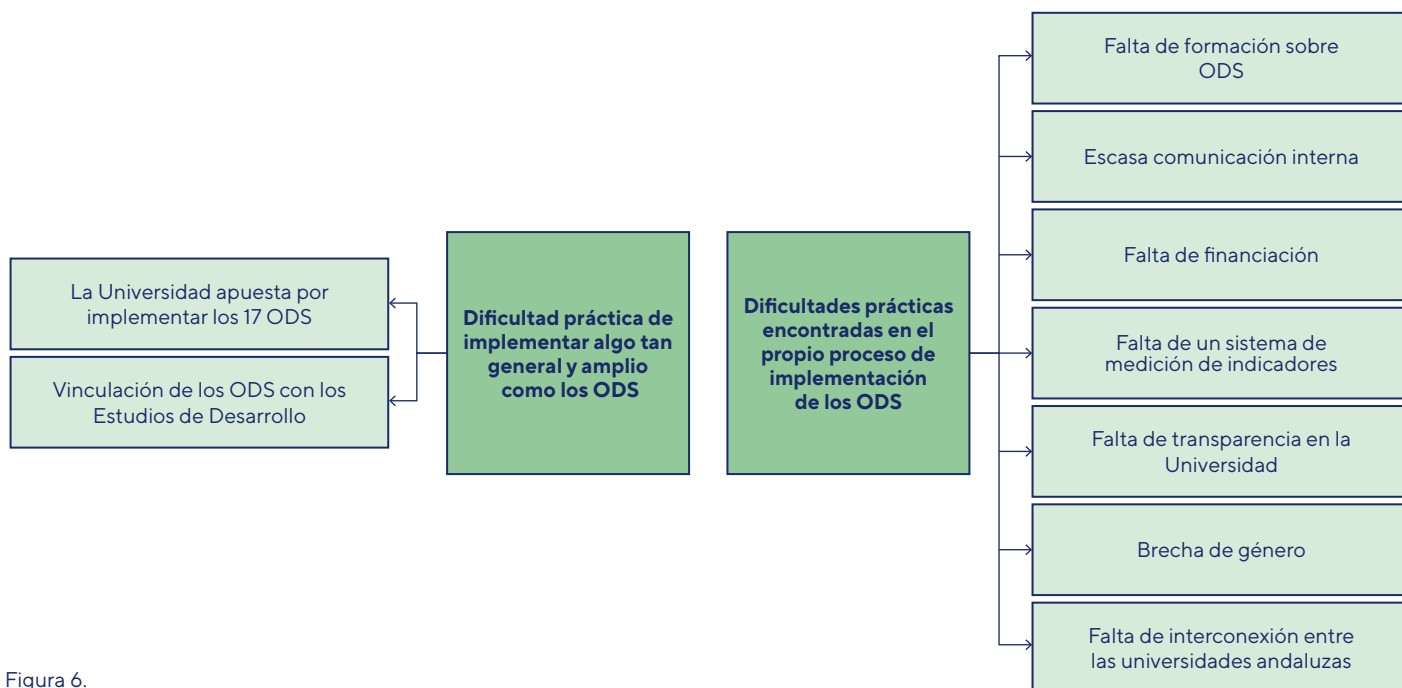 La Universidad apuesta por
implementar los 17 ODS
Vinculación de los ODS con los
Estudios de Desarrollo
Dificultad práctica de
implementar algo tan
general y amplio
como los ODS
Dificultades prácticas
encontradas en el
propio proceso de
implementación
de los ODS
Falta de formación sobre
ODS
Escasa comunicación interna
Falta de financiación
Falta de un sistema de
medición de indicadores
Falta de transparencia en la
Universidad
Brecha de género
Falta de interconexión entre
las universidades andaluzas
Figura 6.